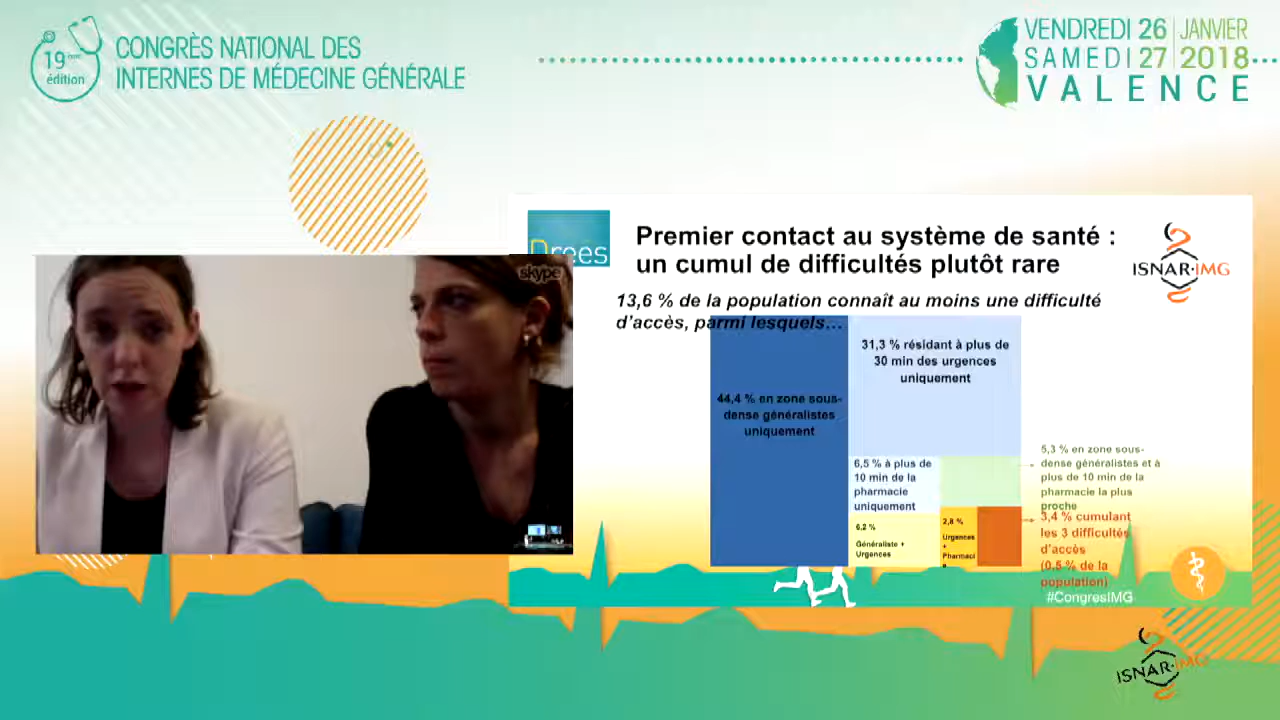 19ème édition
CONGRÈS NATIONAL DES
INTERNES DE MÉDECINE GÉNÉRALE
VENDREDI 26 JANVIER
SAMEDI 27 2018
VALENCE
Drees
Premier contact au système de santé :
un cumul de difficultés plutôt rare
ISNAR-IMG
13,6 % de la population connaît au moins une difficulté
d'accès, parmi lesquels…
skype
31,3 % résidant à plus de
30 min des urgences
uniquement
44,4 % en zone sous-
dense généralistes
uniquement
6,5 % à plus de
10 min de la
pharmacie
uniquement
5,3 % en zone sous-
dense généralistes et à
plus de 10 min de la
pharmacie la plus
proche
6,2 %
Généraliste +
Urgences
2,8 %
Urgences
+
Pharmaci
e
3,4 % cumulant
les 3 difficultés
d'accès
(0,5 % de la
population)
#CongresIMG
ISNAR-IMG